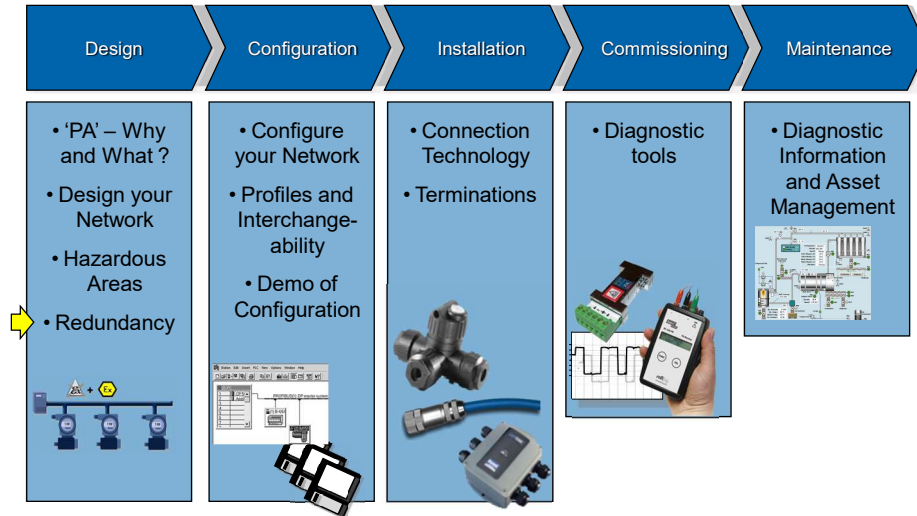 Design
Configuration
Installation
Commissioning
Maintenance
• ‘PA’ – Why
and What ?
• Design your
Network
• Hazardous
Areas
• Redundancy
• Configure
your Network
• Profiles and
Interchange-
ability
• Demo of
Configuration
• Connection
Technology
• Terminations
• Diagnostic
tools
• Diagnostic
Information
and Asset
Management
Ex